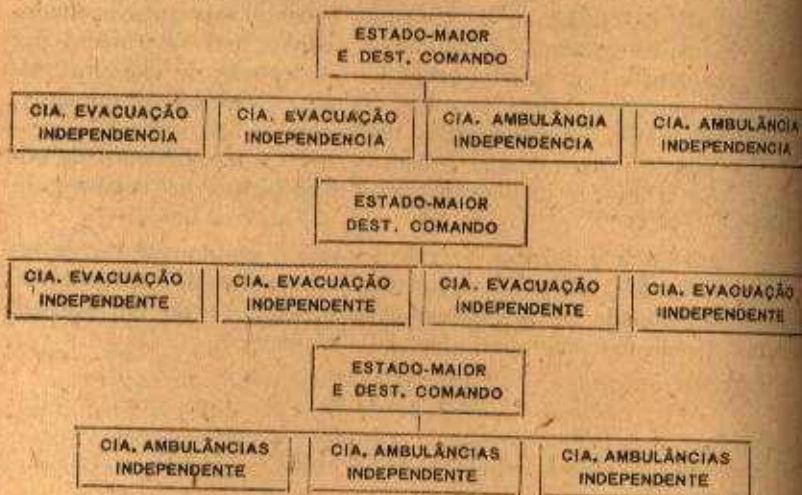 ESTADO-MAIOR
E DEST. COMANDO
CIA. EVACUAÇÃO
INDEPENDENCIA
CIA. EVACUAÇÃO
INDEPENDENCIA
CIA. AMBULÂNCIA
INDEPENDENCIA
CIA. AMBULÂNCIA
INDEPENDENCIA
ESTADO-MAIOR
DEST. COMANDO
CIA. EVACUAÇÃO
INDEPENDENTE
CIA. EVACUAÇÃO
INDEPENDENTE
CIA. EVACUAÇÃO
INDEPENDENTE
CIA. EVACUAÇÃO
IINDEPENDENTE
ESTADO-MAIOR
E DEST. COMANDO
CIA. AMBULÂNCIAS
INDEPENDENTE
CIA. AMBULÂNCIAS
INDEPENDENTE
CIA. AMBULÂNCIAS
INDEPENDENTE